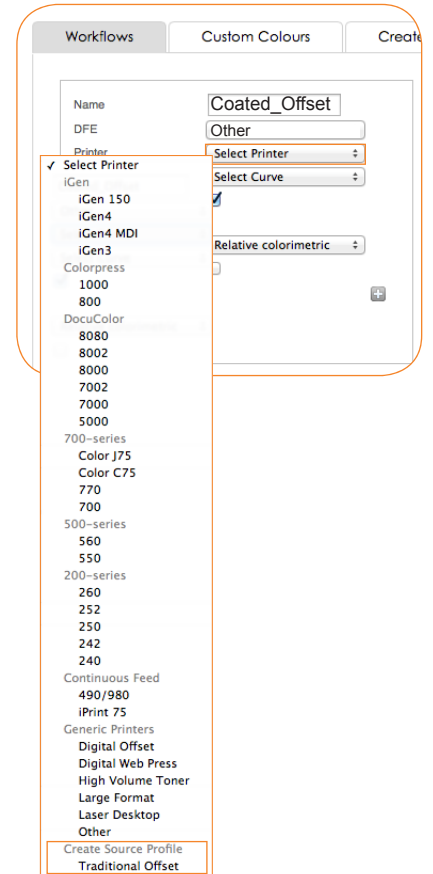 Workflows Custom Colours Create
Name Coated_Offset
DFE Other
Printer Select Printer
✓ Select Printer
Select Curve
iGen
iGen 150
iGen4
iGen4 MDI
iGen3
Relative colorimetric
Colorpress
1000
800
DocuColor
8080
8002
8000
7002
7000
5000
700-series
Color J75
Color C75
770
700
500-series
560
550
200-series
260
252
250
242
240
Continuous Feed
490/980
iPrint 75
Generic Printers
Digital Offset
Digital Web Press
High Volume Toner
Large Format
Laser Desktop
Other
Create Source Profile
Traditional Offset